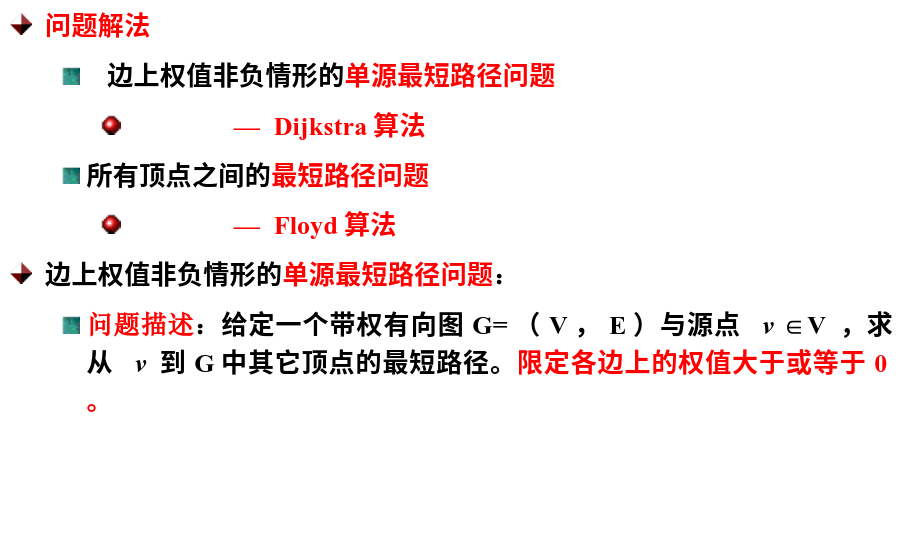 问题解法
边上权值非负情形的单源最短路径问题
— Dijkstra 算法
所有顶点之间的最短路径问题
— Floyd 算法
边上权值非负情形的单源最短路径问题：
问题描述：给定一个带权有向图 G= （ V ， E ）与源点 v ∈V ，求
从 v 到 G 中其它顶点的最短路径。限定各边上的权值大于或等于 0
。